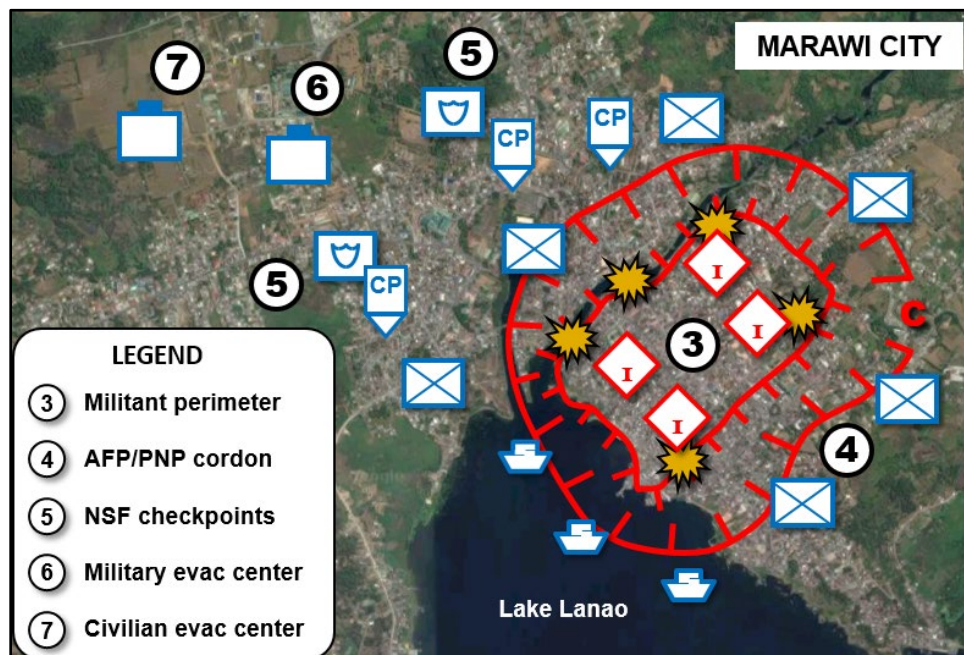 MARAWI CITY
7
6
5
CP
CP
5
CP
I
I
I
I
3
C
4
LEGEND
3 Militant perimeter
4 AFP/PNP cordon
5 NSF checkpoints
6 Military evac center
7 Civilian evac center
Lake Lanao